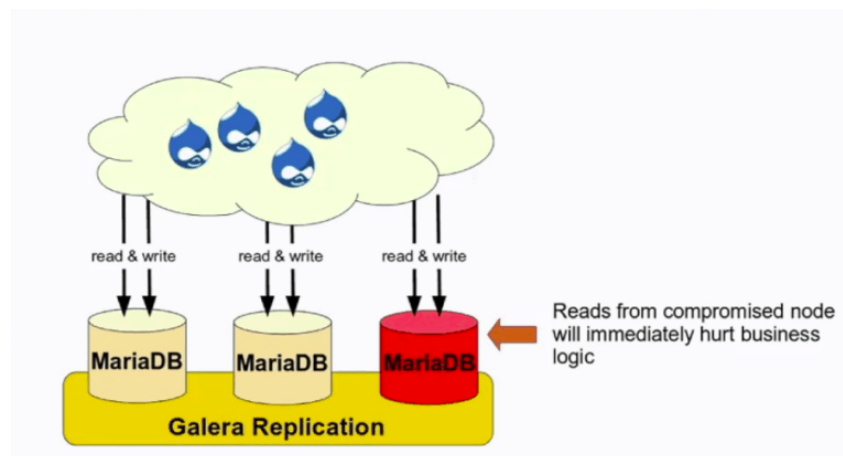 read & write
read & write
read & write
Reads from compromised node
will immediately hurt business
logic
MariaDB
MariaDB
MariaDB
Galera Replication